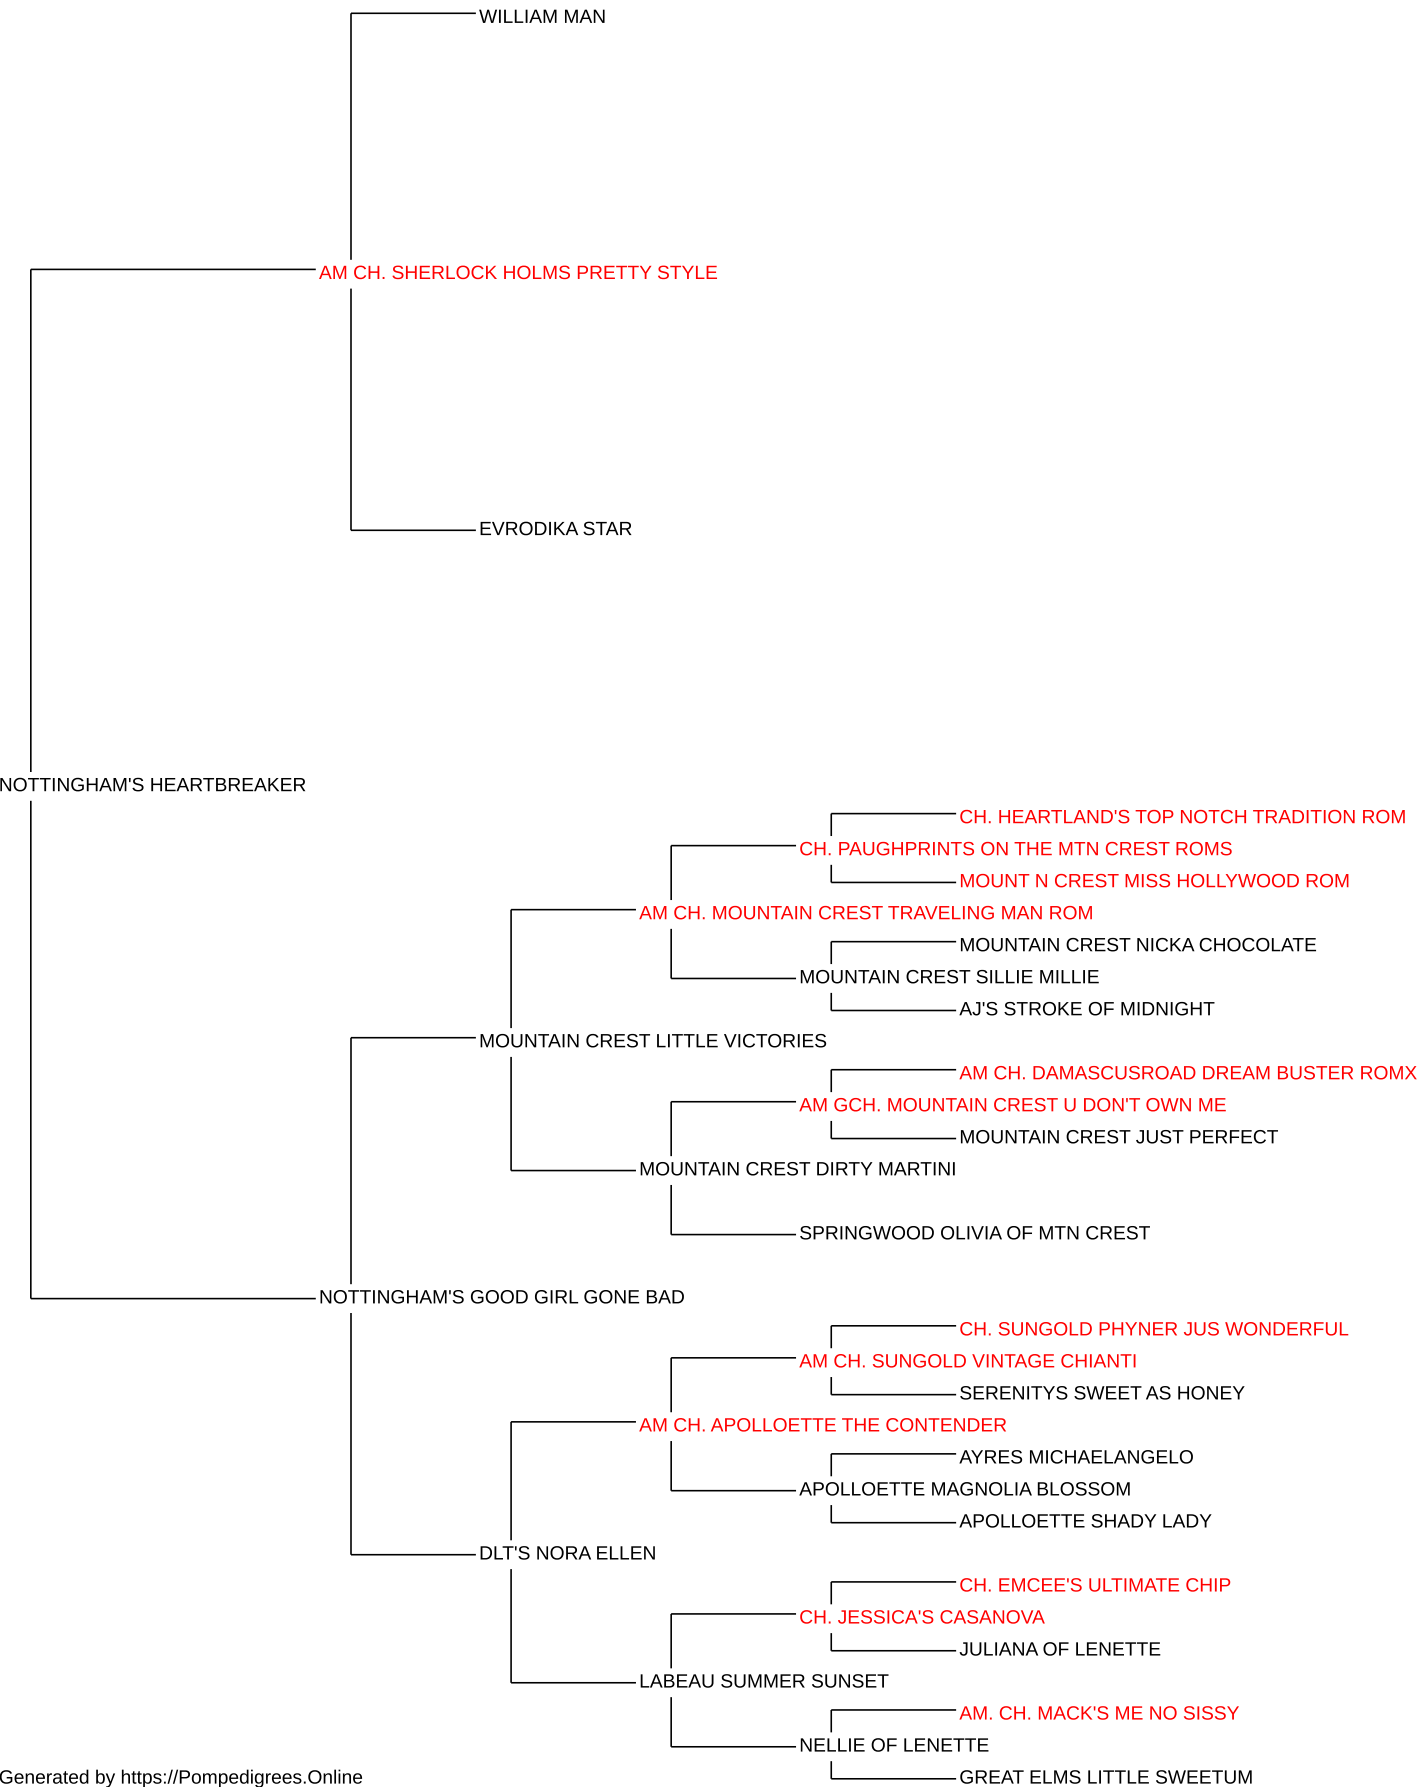 WILLIAM MAN
AM CH. SHERLOCK HOLMS PRETTY STYLE
EVRODIKA STAR
NOTTINGHAM'S HEARTBREAKER
CH. HEARTLAND'S TOP NOTCH TRADITION ROM
CH. PAUGHPRINTS ON THE MTN CREST ROMS
MOUNT N CREST MISS HOLLYWOOD ROM
AM CH. MOUNTAIN CREST TRAVELING MAN ROM
MOUNTAIN CREST NICKA CHOCOLATE
MOUNTAIN CREST SILLIE MILLIE
AJ'S STROKE OF MIDNIGHT
MOUNTAIN CREST LITTLE VICTORIES
AM CH. DAMASCUSROAD DREAM BUSTER ROMX
AM GCH. MOUNTAIN CREST U DON'T OWN ME
MOUNTAIN CREST JUST PERFECT
MOUNTAIN CREST DIRTY MARTINI
SPRINGWOOD OLIVIA OF MTN CREST
NOTTINGHAM'S GOOD GIRL GONE BAD
CH. SUNGOLD PHYNER JUS WONDERFUL
AM CH. SUNGOLD VINTAGE CHIANTI
SERENITYS SWEET AS HONEY
AM CH. APOLLOETTE THE CONTENDER
AYRES MICHAELANGELO
APOLLOETTE MAGNOLIA BLOSSOM
APOLLOETTE SHADY LADY
DLT'S NORA ELLEN
CH. EMCEE'S ULTIMATE CHIP
CH. JESSICA'S CASANOVA
JULIANA OF LENETTE
LABEAU SUMMER SUNSET
AM. CH. MACK'S ME NO SISSY
NELLIE OF LENETTE
GREAT ELMS LITTLE SWEETUM
Generated by https://Pompedigrees.Online